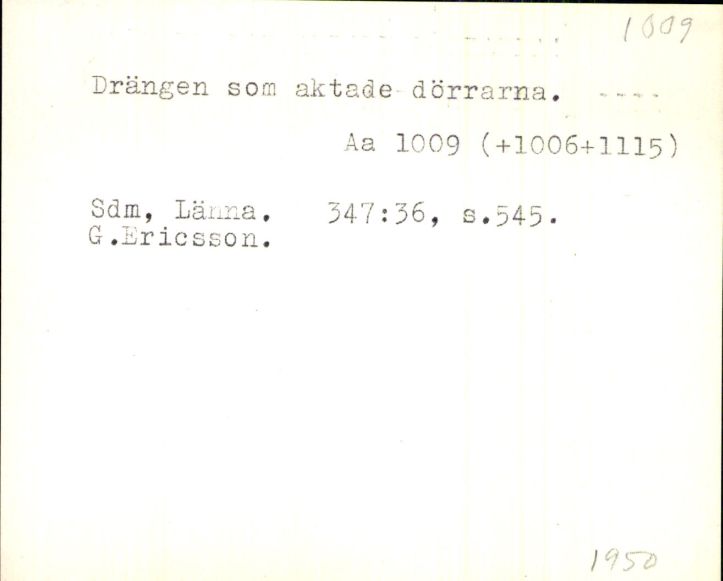 1009
Drängen som aktade dörrarna. ----
Aa 1009 (+1006+1115)
Sdm, Länna. 347:36, s.545.
G.Ericsson.
1950